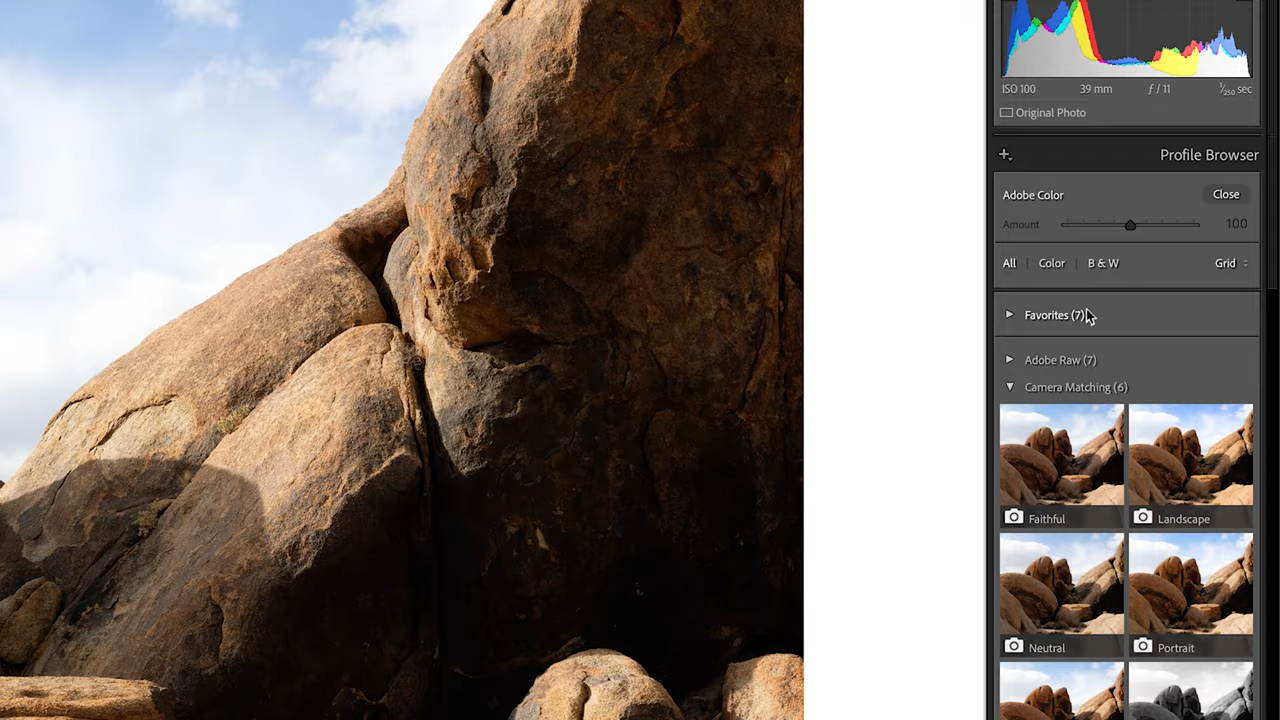 ISO 100 39 mm ƒ / 11 1/250 sec
Original Photo
Profile Browser
Adobe Color Close
Amount 100
All Color B & W Grid
Favorites (7)
Adobe Raw (7)
Camera Matching (6)
Faithful Landscape
Neutral Portrait